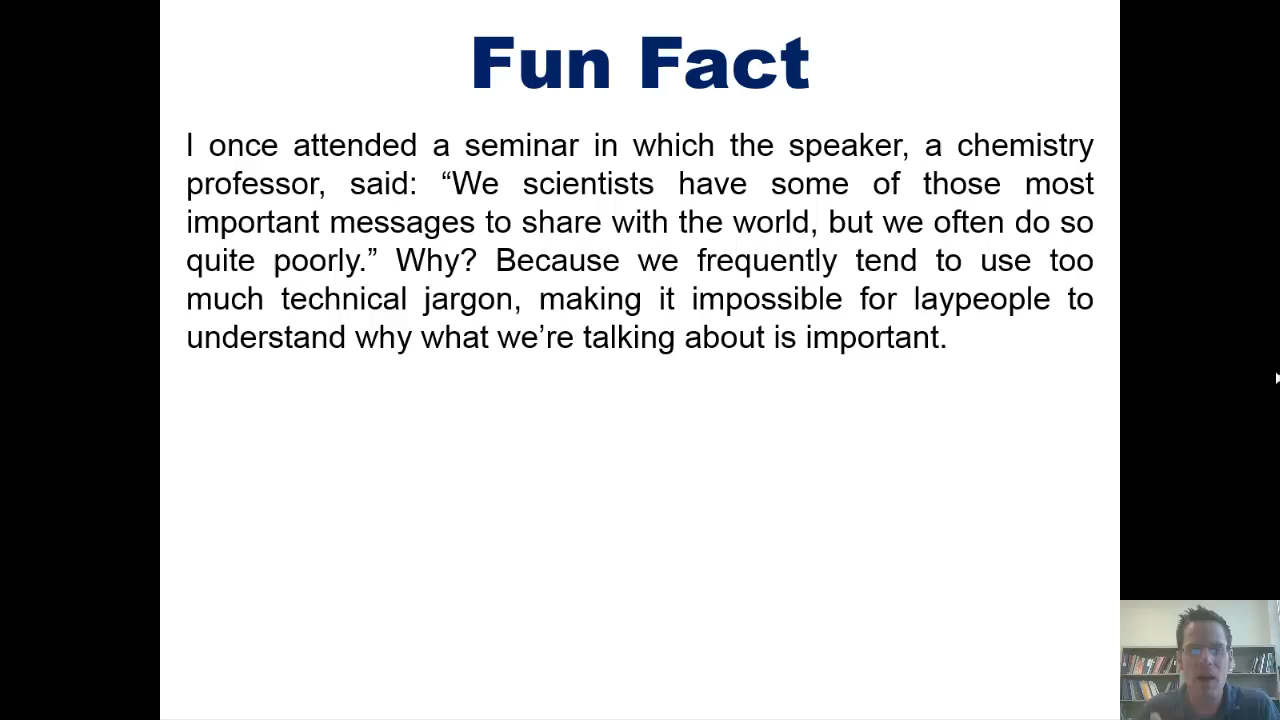 Fun Fact
I once attended a seminar in which the speaker, a chemistry
professor, said: “We scientists have some of those most
important messages to share with the world, but we often do so
quite poorly.” Why? Because we frequently tend to use too
much technical jargon, making it impossible for laypeople to
understand why what we’re talking about is important.